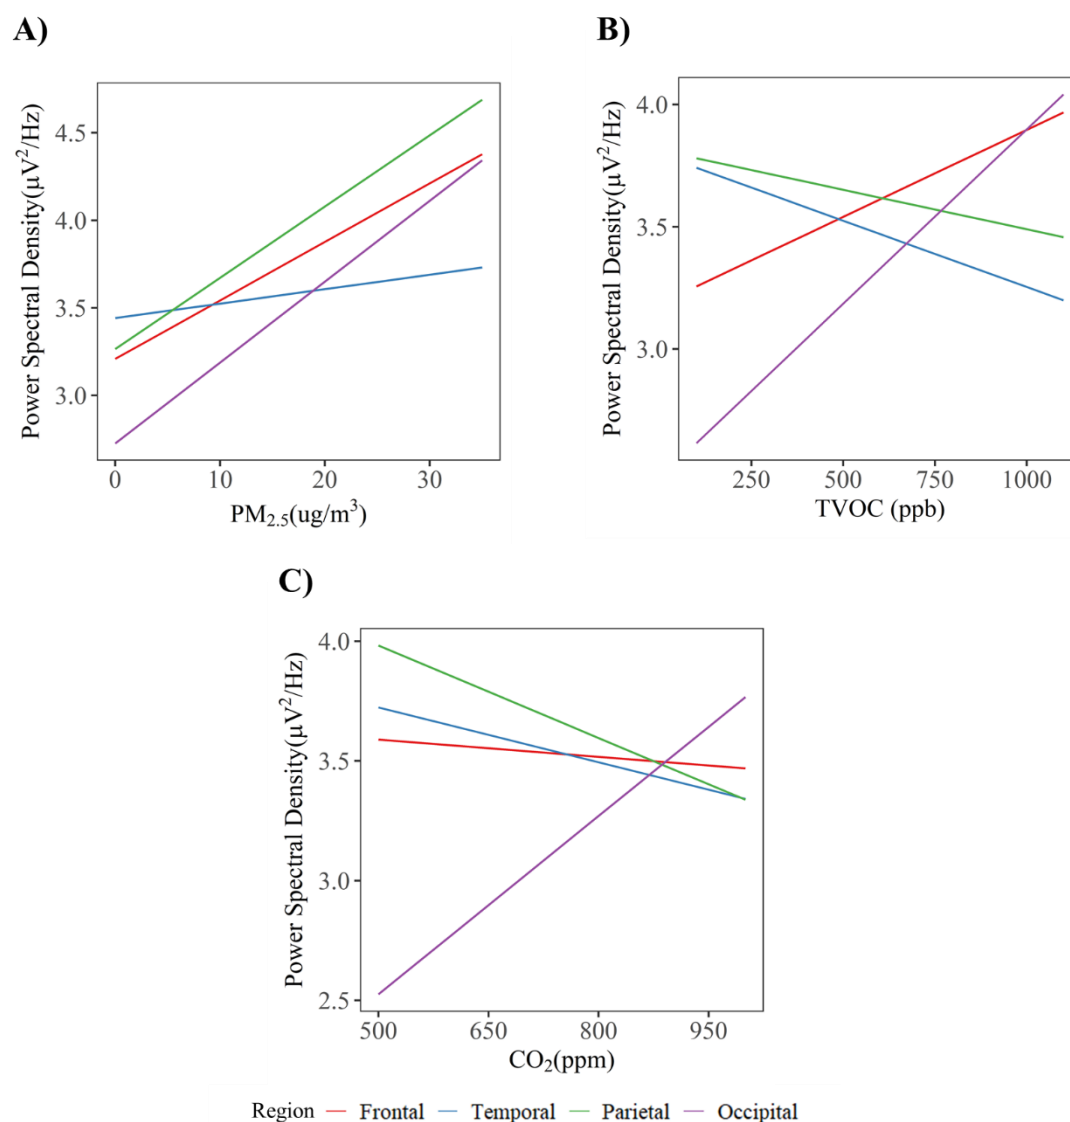 A)
Power Spectral Density(µV²/Hz)
4.5
4.0
3.5
3.0
0 10 20 30
PM₂.₅(ug/m³)
B)
Power Spectral Density(µV²/Hz)
4.0
3.5
3.0
250 500 750 1000
TVOC (ppb)
C)
Power Spectral Density(µV²/Hz)
4.0
3.5
3.0
2.5
500 650 800 950
CO₂(ppm)
Region Frontal Temporal Parietal Occipital